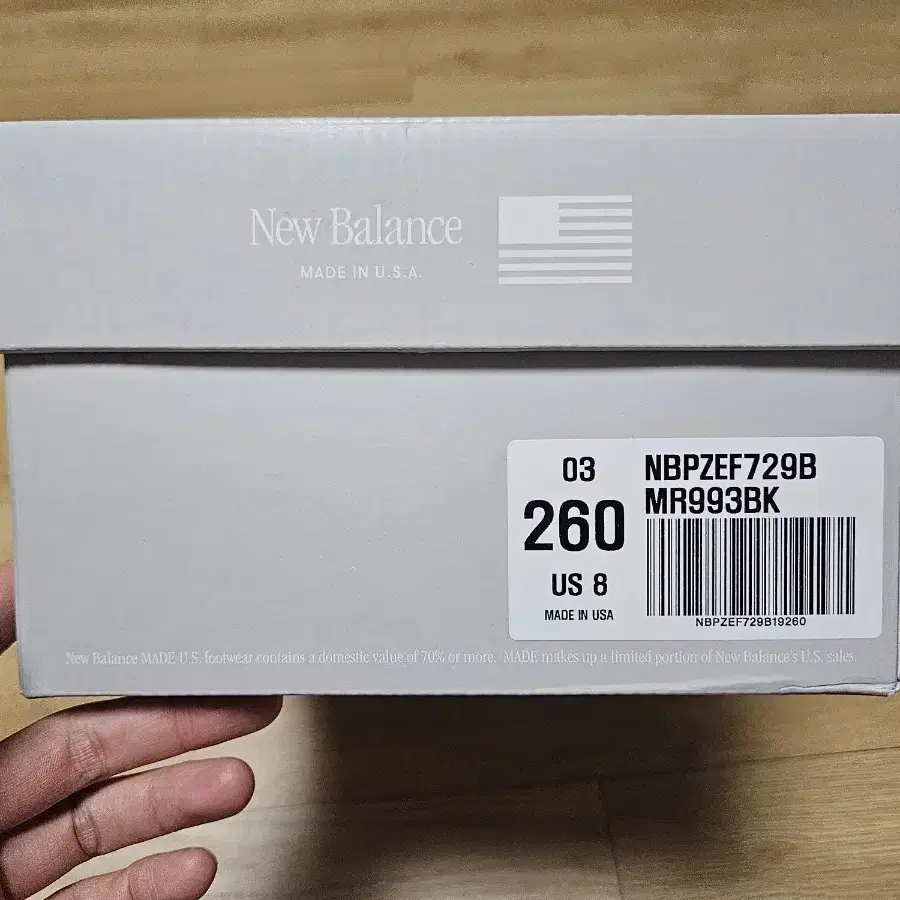 New Balance
MADE IN U.S.A.
03
260
US 8
MADE IN USA
NBPZEF729B
MR993BK
NBPZEF729B19260
New Balance MADE U.S. footwear contains a domestic value of 70% or more. MADE makes up a limited portion of New Balance's U.S. sales.